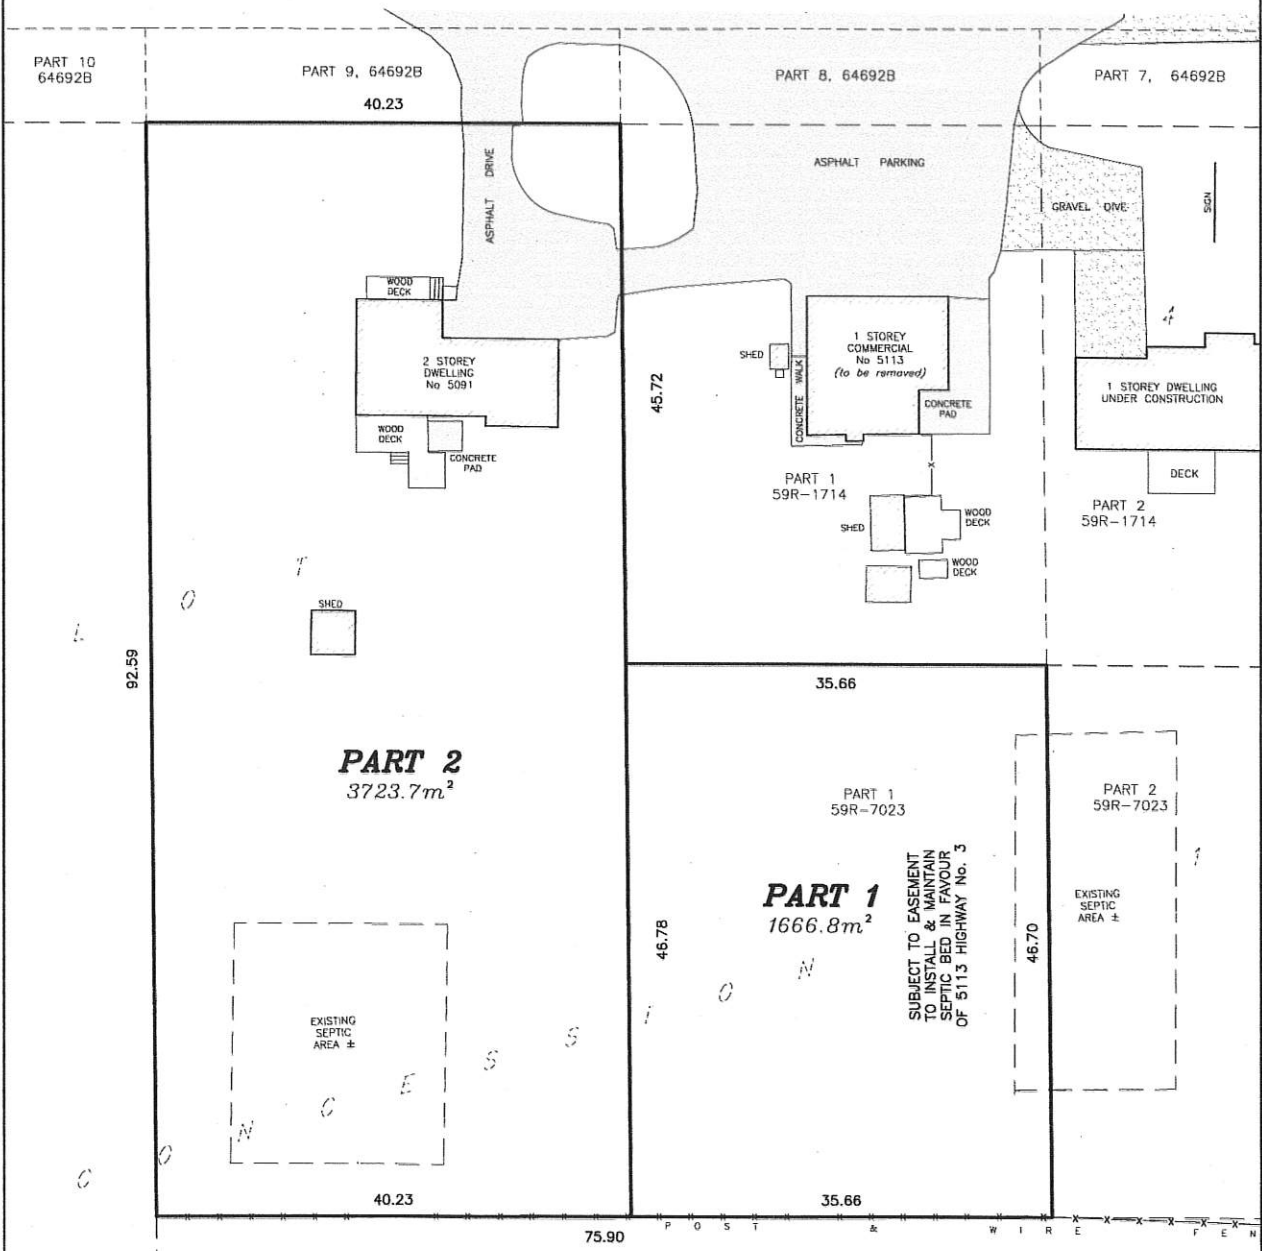 PART 10
64692B
PART 9, 64692B
PART 8, 64692B
PART 7, 64692B
40.23
ASPHALT DRIVE
ASPHALT PARKING
GRAVEL DIVE
SIGN
WOOD
DECK
2 STOREY
DWELLING
No 5091
WOOD
DECK
CONCRETE
PAD
45.72
SHED
CONCRETE WALK
1 STOREY
COMMERCIAL
No 5113
(to be removed)
CONCRETE
PAD
4
1 STOREY DWELLING
UNDER CONSTRUCTION
DECK
PART 1
59R-1714
PART 2
59R-1714
SHED
WOOD
DECK
WOOD
DECK
L O T
SHED
92.59
35.66
PART 2
3723.7m²
PART 1
59R-7023
PART 2
59R-7023
PART 1
1666.8m²
46.78
SUBJECT TO EASEMENT
TO INSTALL & MAINTAIN
SEPTIC BED IN FAVOUR
OF 5113 HIGHWAY No. 3
46.70
EXISTING
SEPTIC
AREA ±
1
EXISTING
SEPTIC
AREA ±
C O N C E S S I O N
40.23
35.66
75.90
POST & WIRE FEN